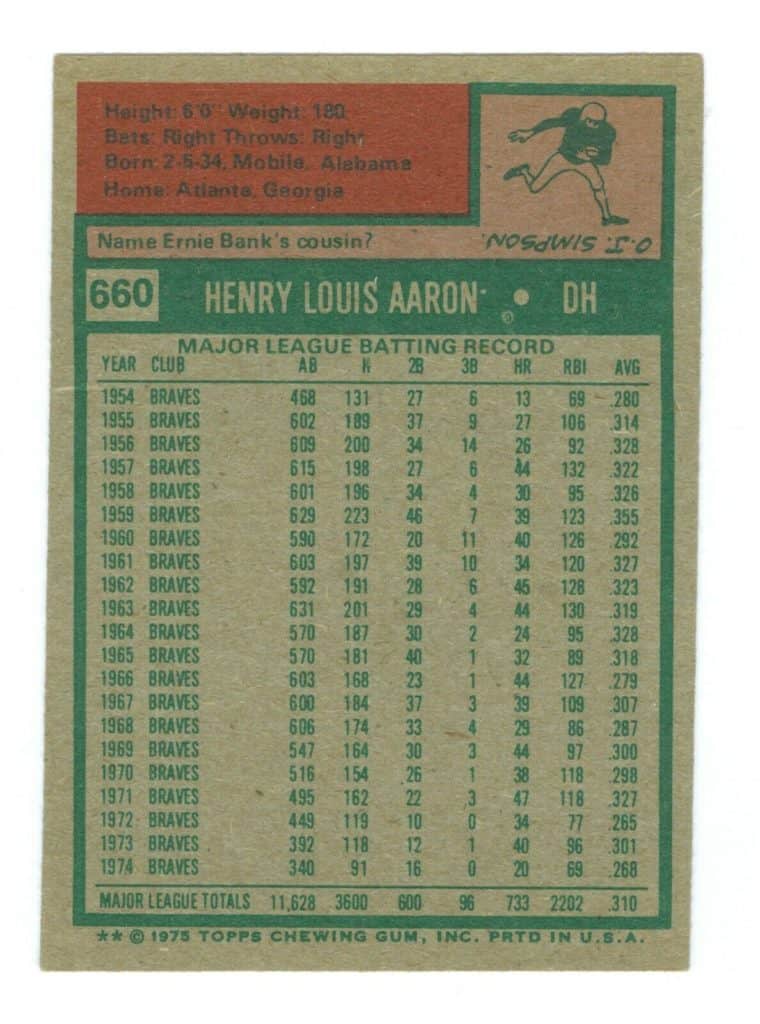 Height: 6'0" Weight: 180
Bats: Right Throws: Right
Born: 2-5-34, Mobile, Alabama
Home: Atlanta, Georgia
Name Ernie Bank's cousin?
O. J. SIMPSON.
660 HENRY LOUIS AARON • DH
MAJOR LEAGUE BATTING RECORD
YEAR CLUB AB H 2B 3B HR RBI AVG
1954 BRAVES 468 131 27 6 13 69 .280
1955 BRAVES 602 189 37 9 27 106 .314
1956 BRAVES 609 200 34 14 26 92 .328
1957 BRAVES 615 198 27 6 44 132 .322
1958 BRAVES 601 196 34 4 30 95 .326
1959 BRAVES 629 223 46 7 39 123 .355
1960 BRAVES 590 172 20 11 40 126 .292
1961 BRAVES 603 197 39 10 34 120 .327
1962 BRAVES 592 191 28 6 45 128 .323
1963 BRAVES 631 201 29 4 44 130 .319
1964 BRAVES 570 187 30 2 24 95 .328
1965 BRAVES 570 181 40 1 32 89 .318
1966 BRAVES 603 168 23 1 44 127 .279
1967 BRAVES 600 184 37 3 39 109 .307
1968 BRAVES 606 174 33 4 29 86 .287
1969 BRAVES 547 164 30 3 44 97 .300
1970 BRAVES 516 154 26 1 38 118 .298
1971 BRAVES 495 162 22 3 47 118 .327
1972 BRAVES 449 119 10 0 34 77 .265
1973 BRAVES 392 118 12 1 40 96 .301
1974 BRAVES 340 91 16 0 20 69 .268
MAJOR LEAGUE TOTALS 11,628 3600 600 96 733 2202 .310
** © 1975 TOPPS CHEWING GUM, INC. PRTD IN U.S.A.